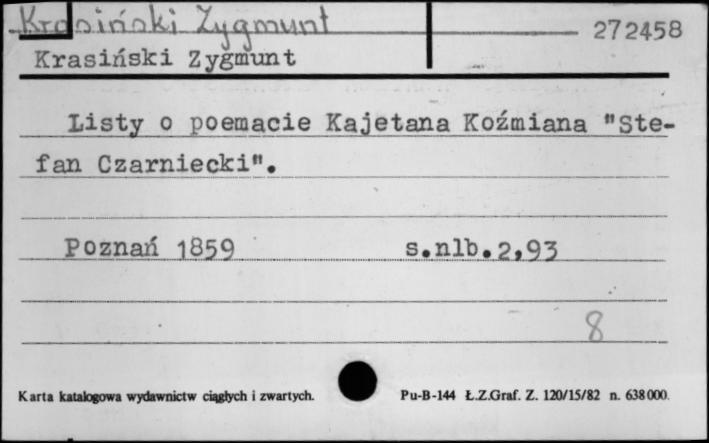 Krasiński Zygmunt
272458
Krasiński Zygmunt
Listy o poemacie Kajetana Koźmiana "Ste-
fan Czarniecki".
Poznań 1859 s.nlb.2,93
8
Karta katalogowa wydawnictw ciągłych i zwartych. Pu-B-144 Ł.Z.Graf. Z. 120/15/82 n. 638000.